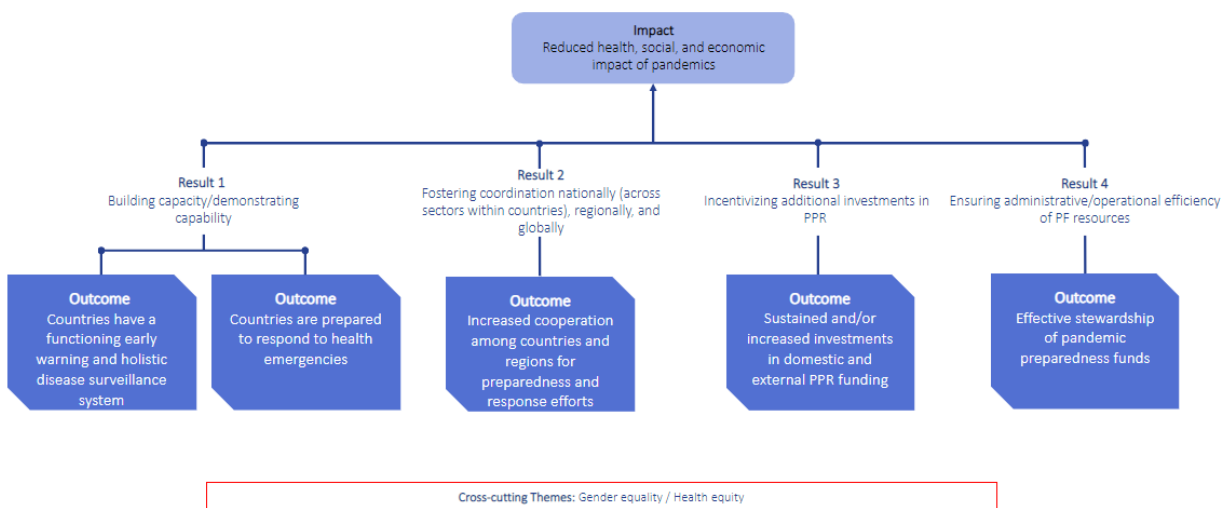 Impact
Reduced health, social, and economic
impact of pandemics
Result 1
Building capacity/demonstrating
capability
Result 2
Fostering coordination nationally (across
sectors within countries), regionally, and
globally
Result 3
Incentivizing additional investments in
PPR
Result 4
Ensuring administrative/operational efficiency
of PF resources
Outcome
Countries have a
functioning early
warning and holistic
disease surveillance
system
Outcome
Countries are prepared
to respond to health
emergencies
Outcome
Increased cooperation
among countries and
regions for
preparedness and
response efforts
Outcome
Sustained and/or
increased investments
in domestic and
external PPR funding
Outcome
Effective stewardship
of pandemic
preparedness funds
Cross-cutting Themes: Gender equality / Health equity